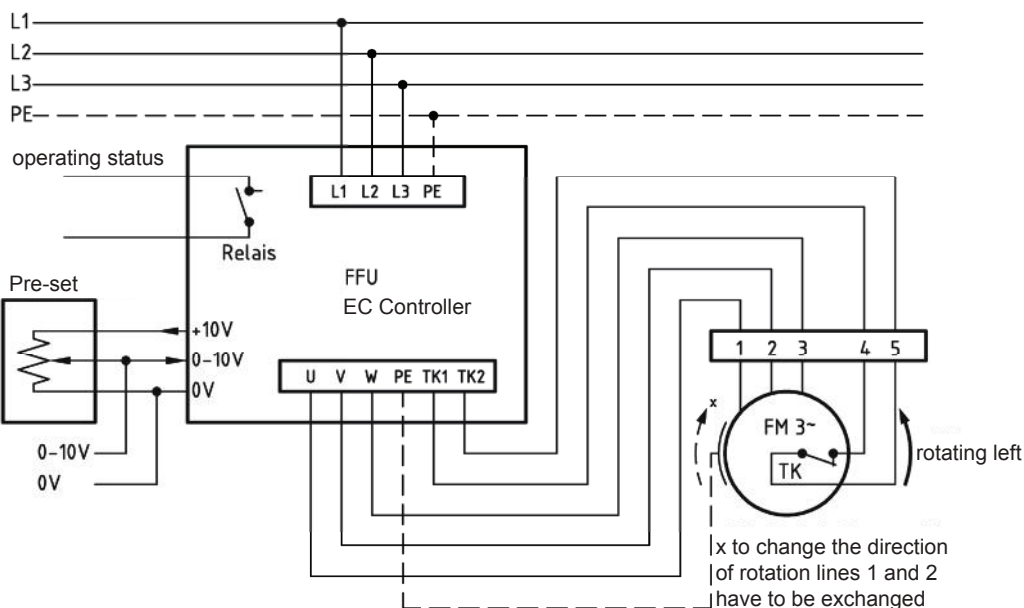 L1
L2
L3
PE
operating status
L1 L2 L3 PE
Relais
Pre-set
FFU
EC Controller
+10V
0-10V
0V
U V W PE TK1 TK2
1 2 3 4 5
x
FM 3~
TK
rotating left
0-10V
0V
x to change the direction
of rotation lines 1 and 2
have to be exchanged